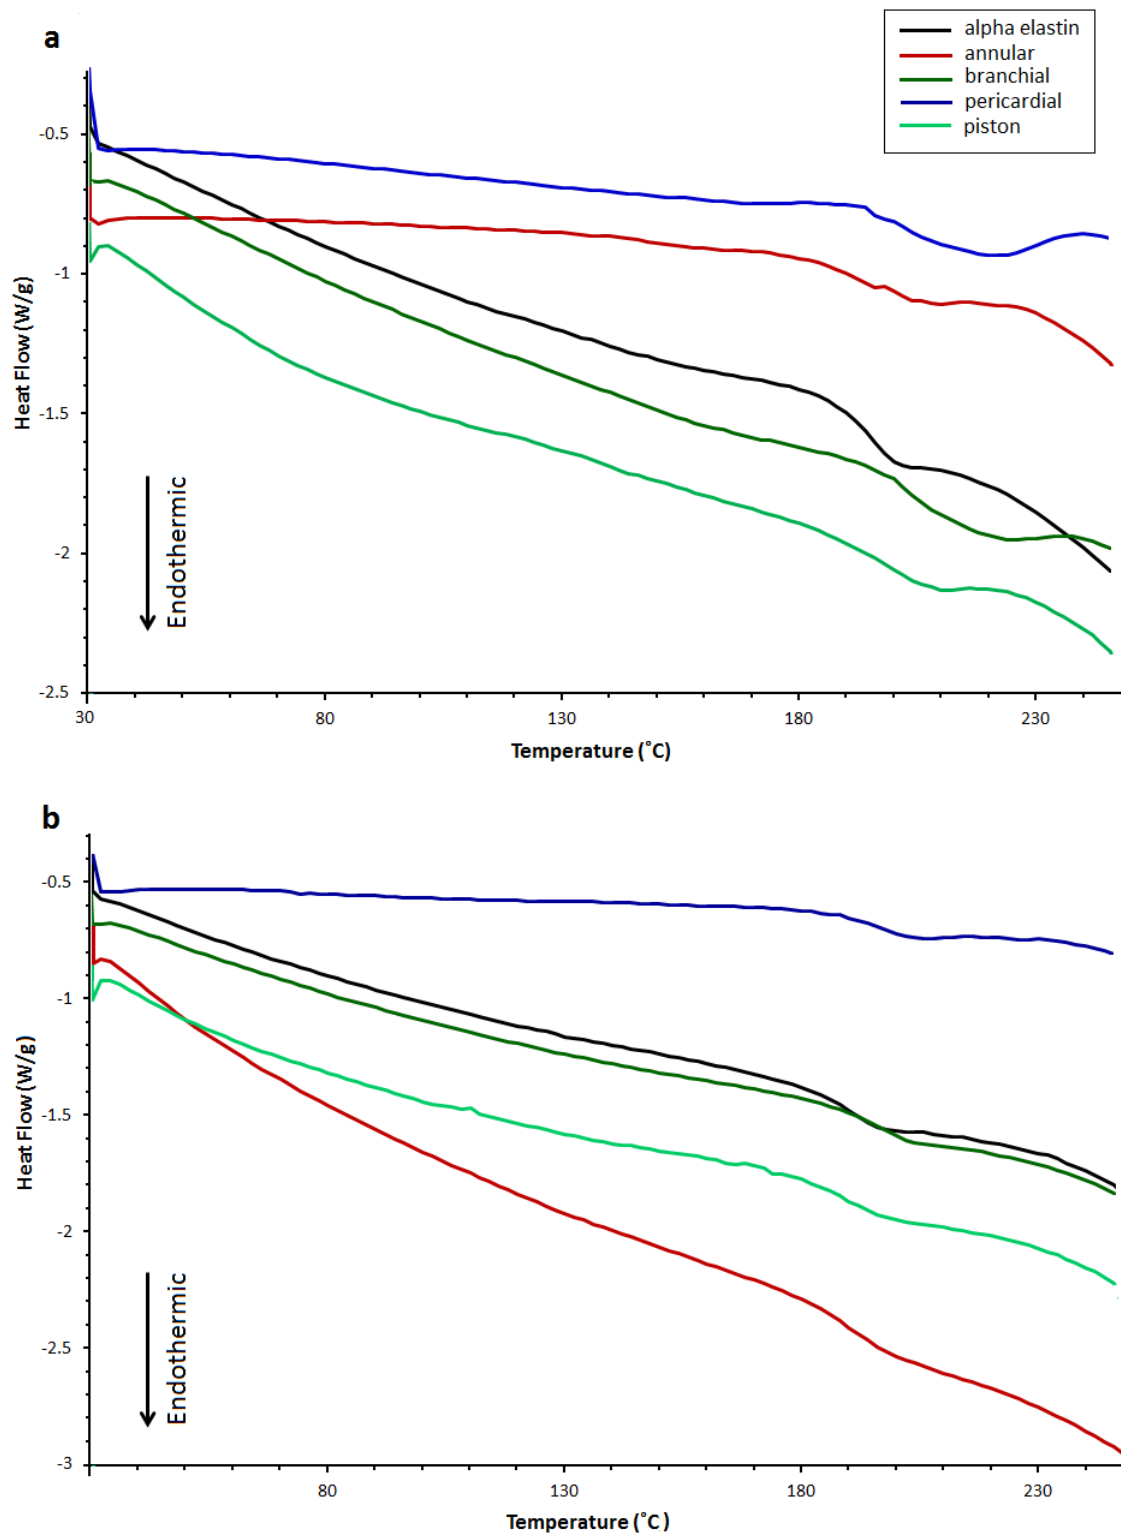 a
alpha elastin
annular
branchial
pericardial
piston
-0.5
-1
-1.5
-2
-2.5
Heat Flow (W/g)
Endothermic
30
80
130
180
230
Temperature (˚C)
b
-0.5
-1
-1.5
-2
-2.5
-3
Heat Flow (W/g)
Endothermic
80
130
180
230
Temperature (˚C)